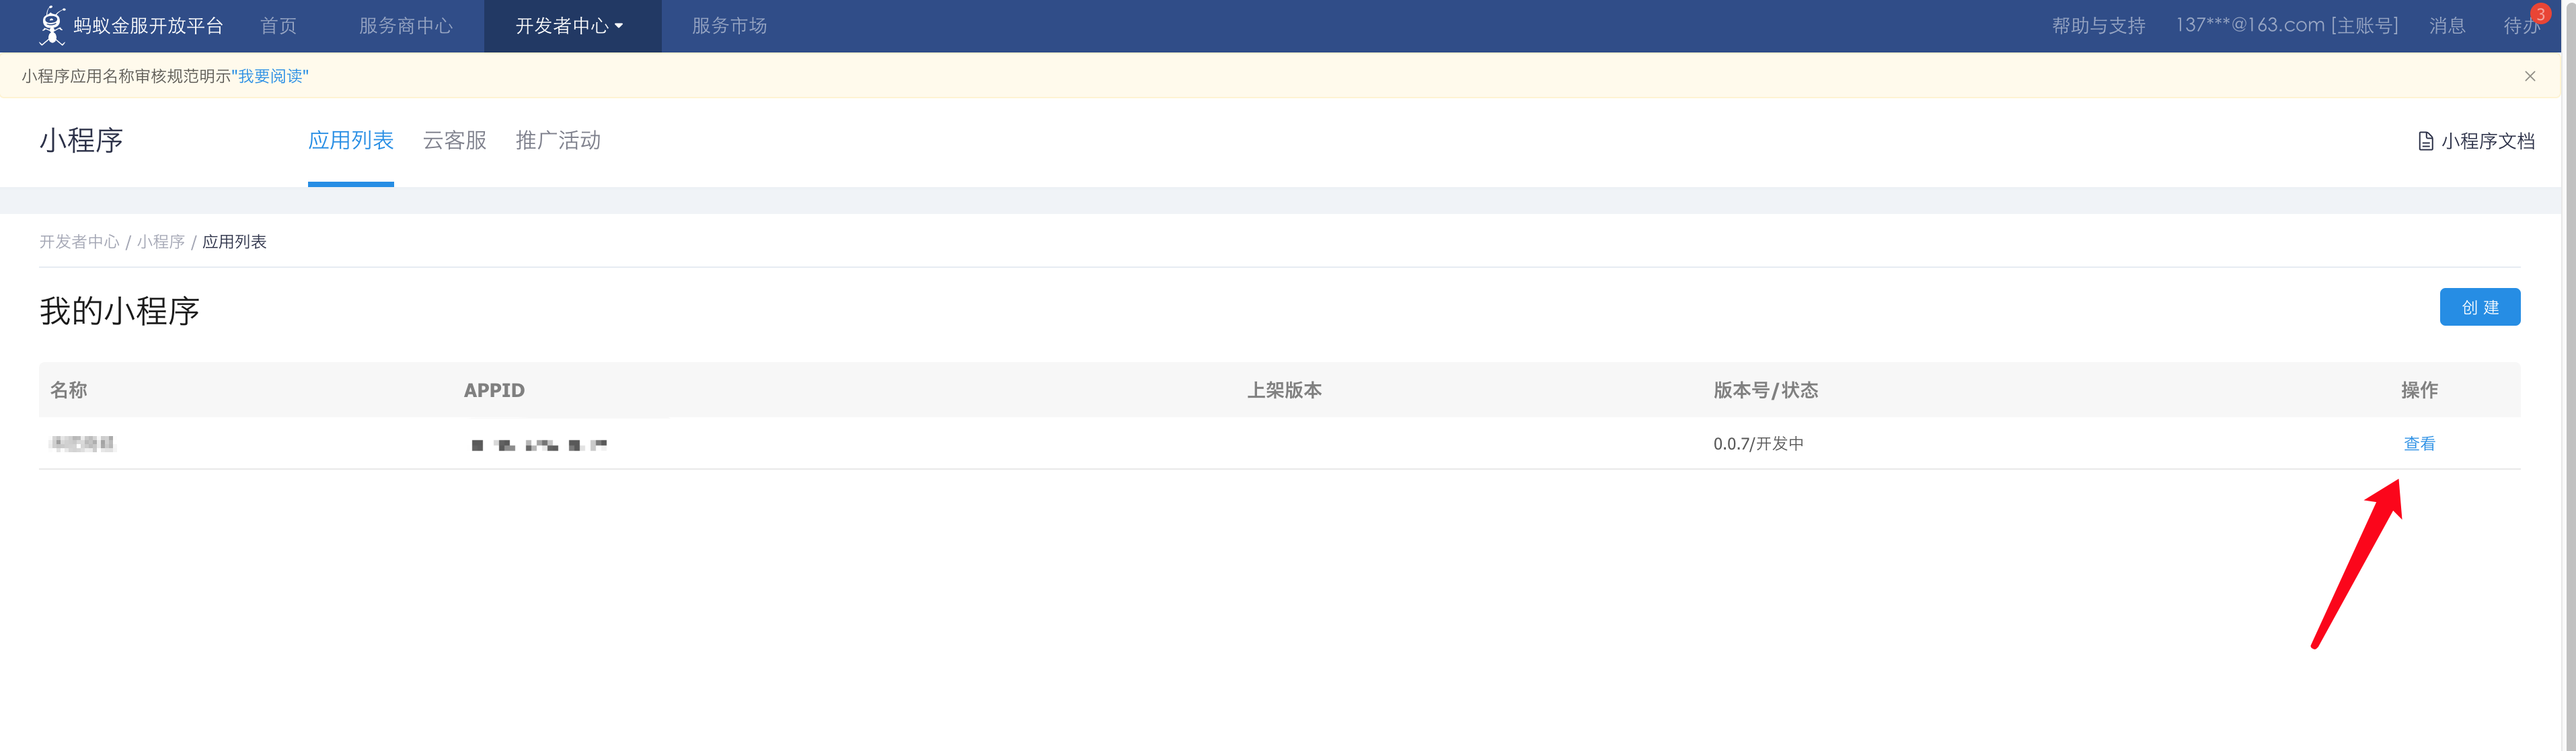 蚂蚁金服开放平台 首页 服务商中心 开发者中心 服务市场 帮助与支持 137***@163.com [主账号] 消息 待办 3
小程序应用名称审核规范明示"我要阅读"
小程序 应用列表 云客服 推广活动 小程序文档
开发者中心 / 小程序 / 应用列表
我的小程序 创 建
名称 APPID 上架版本 版本号/状态 操作
0.0.7/开发中 查看